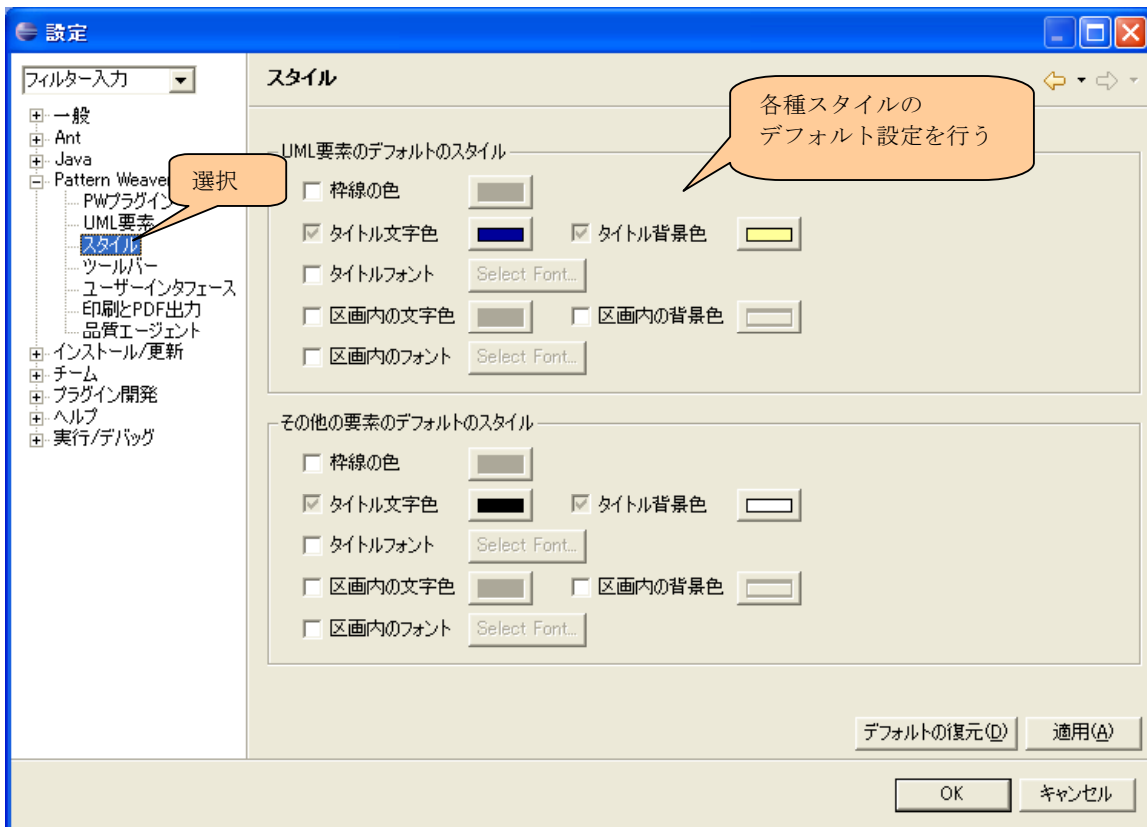 設定
フィルター入力
一般
Ant
Java
Pattern Weaver
PWプラグイン
UML要素
スタイル
ツールバー
ユーザーインタフェース
印刷とPDF出力
品質エージェント
インストール/更新
チーム
プラグイン開発
ヘルプ
実行/デバッグ
選択
スタイル
各種スタイルの
デフォルト設定を行う
UML要素のデフォルトのスタイル
枠線の色
タイトル文字色 タイトル背景色
タイトルフォント Select Font...
区画内の文字色 区画内の背景色
区画内のフォント Select Font...
その他の要素のデフォルトのスタイル
枠線の色
タイトル文字色 タイトル背景色
タイトルフォント Select Font...
区画内の文字色 区画内の背景色
区画内のフォント Select Font...
デフォルトの復元(D) 適用(A)
OK キャンセル